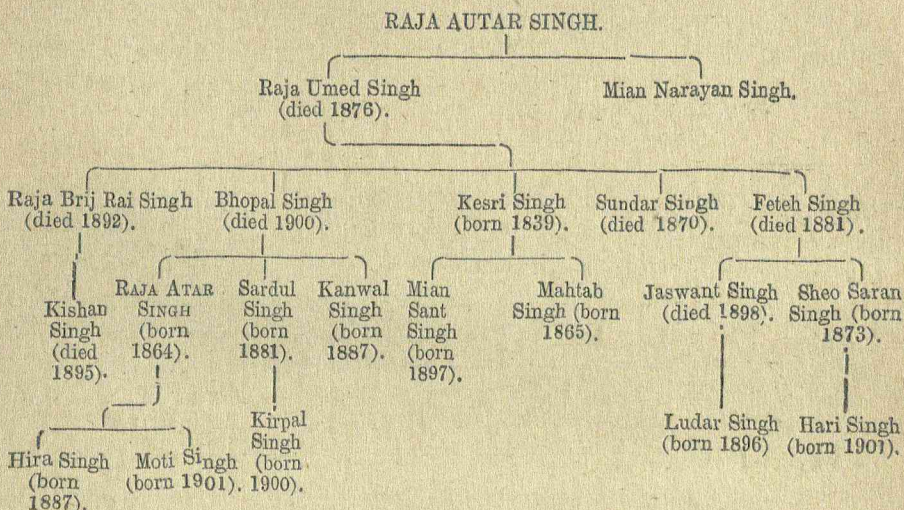 RAJA AUTAR SINGH.
Raja Umed Singh
(died 1876).
Mian Narayan Singh.
Raja Brij Rai Singh
(died 1892).
Bhopal Singh
(died 1900).
Kesri Singh
(born 1839).
Sundar Singh
(died 1870).
Feteh Singh
(died 1881).
Kishan
Singh
(died
1895).
RAJA ATAR
SINGH
(born
1864).
Sardul
Singh
(born
1881).
Kanwal
Singh
(born
1887).
Mian
Sant
Singh
(born
1897).
Mahtab
Singh (born
1865).
Jaswant Singh
(died 1898).
Sheo Saran
Singh (born
1873).
Hira Singh
(born
1887).
Moti Singh
(born 1901).
Kirpal
Singh
(born
1900).
Ludar Singh
(born 1896)
Hari Singh
(born 1901).